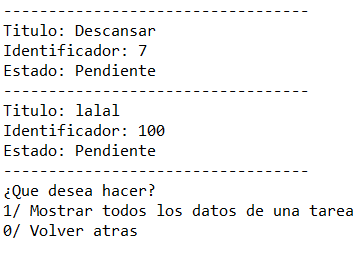 ----------------------------------
Titulo: Descansar
Identificador: 7
Estado: Pendiente
----------------------------------
Titulo: lalal
Identificador: 100
Estado: Pendiente
----------------------------------
¿Que desea hacer?
1/ Mostrar todos los datos de una tarea
0/ Volver atras